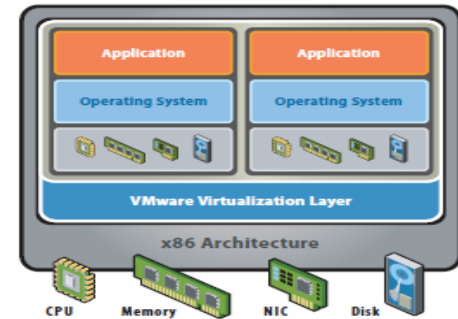 Application Application
Operating System Operating System
VMware Virtualization Layer
x86 Architecture
CPU Memory NIC Disk